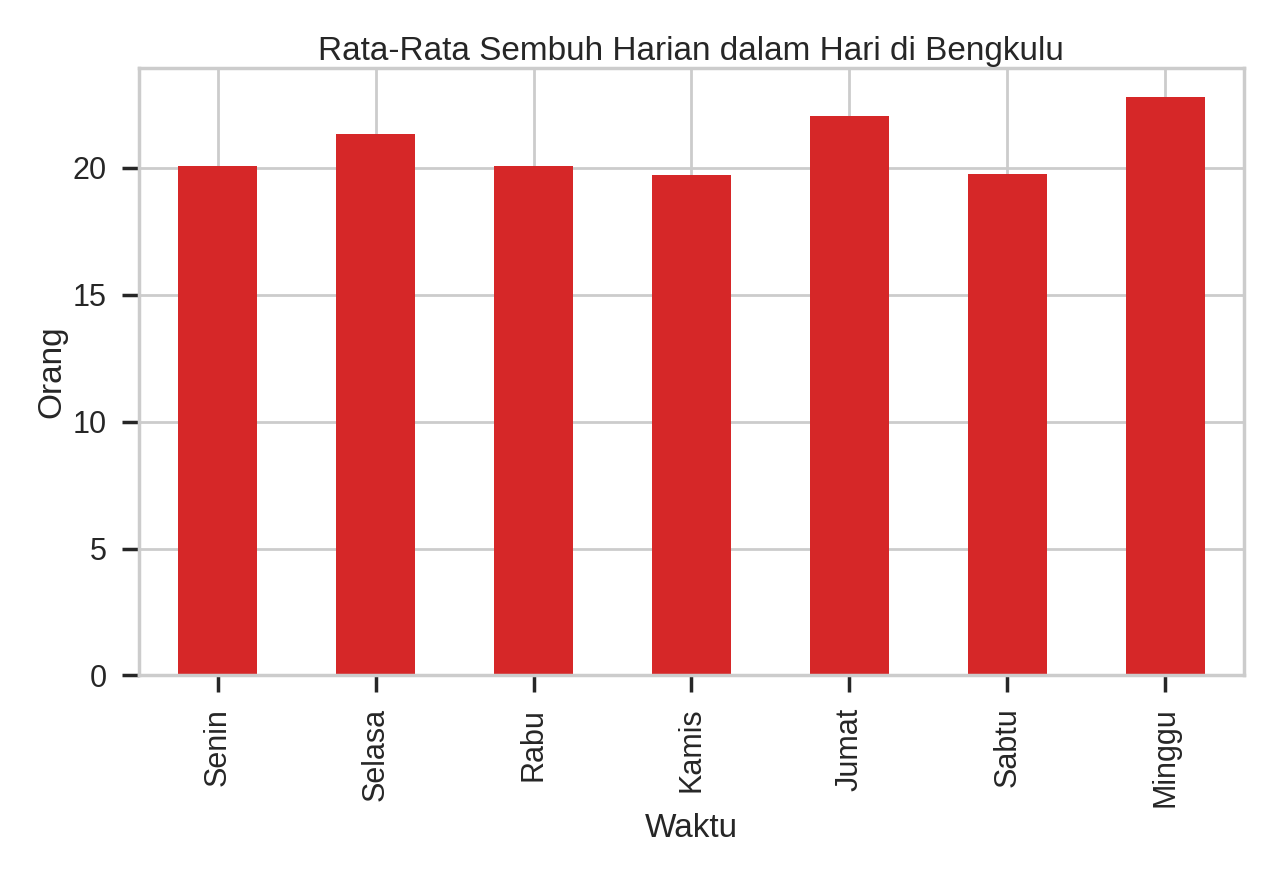 Rata-Rata Sembuh Harian dalam Hari di Bengkulu
20
15
10
5
0
Orang
Senin
Selasa
Rabu
Kamis
Jumat
Sabtu
Minggu
Waktu